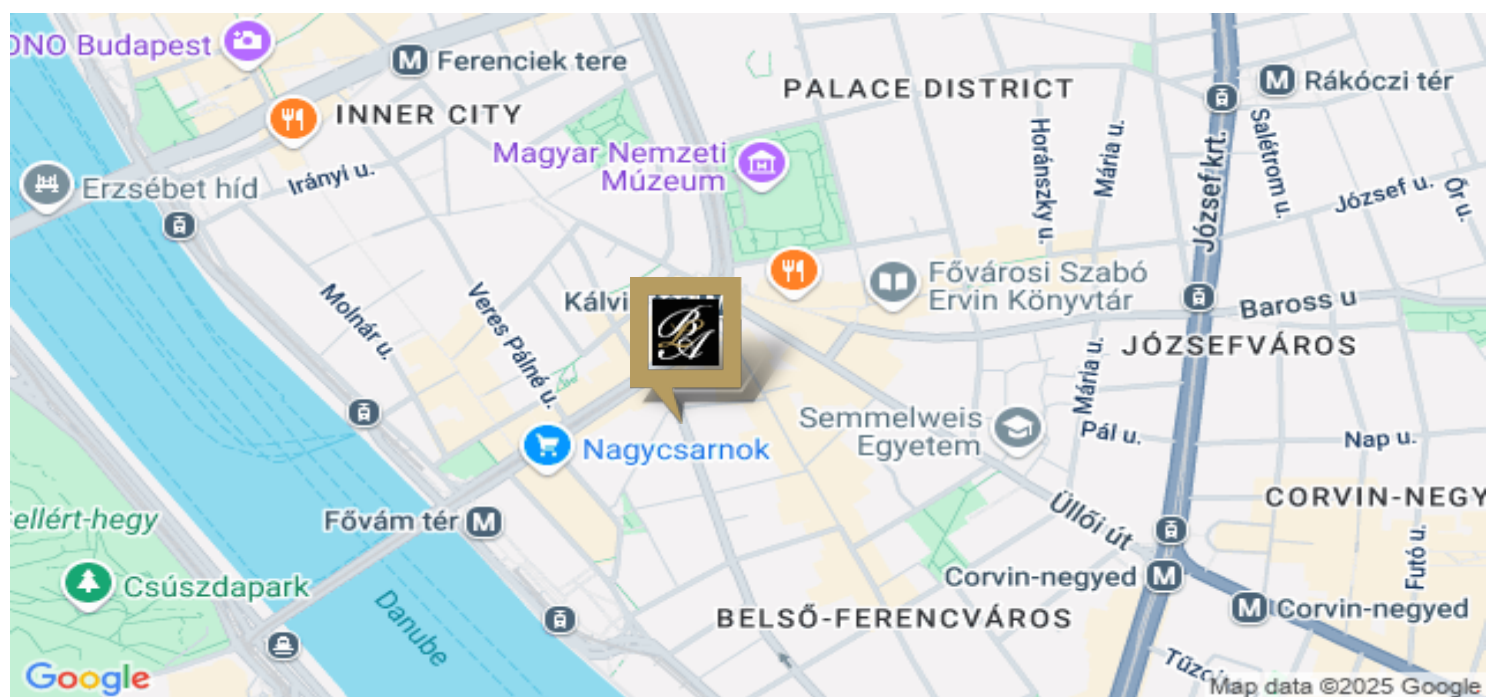 ONO Budapest
Ferenciek tere
INNER CITY
PALACE DISTRICT
Rákóczi tér
Magyar Nemzeti
Múzeum
Horánszky u.
Mária u.
József krt.
Salétrom u.
József u.
Őr u.
Erzsébet híd
Irányi u.
Molnár u.
Veres Pálné u.
Kálvi
BA
Fővárosi Szabó
Ervin Könyvtár
Baross u
JÓZSEFVÁROS
Mária u.
Semmelweis
Egyetem
Pál u.
Nap u.
Nagycsarnok
CORVIN-NEGY
Üllői út
Futó u.
ellért-hegy
Fővám tér
Csúszdapark
Danube
Corvin-negyed
Corvin-negyed
BELSŐ-FERENCVÁROS
Google
Map data ©2025 Google